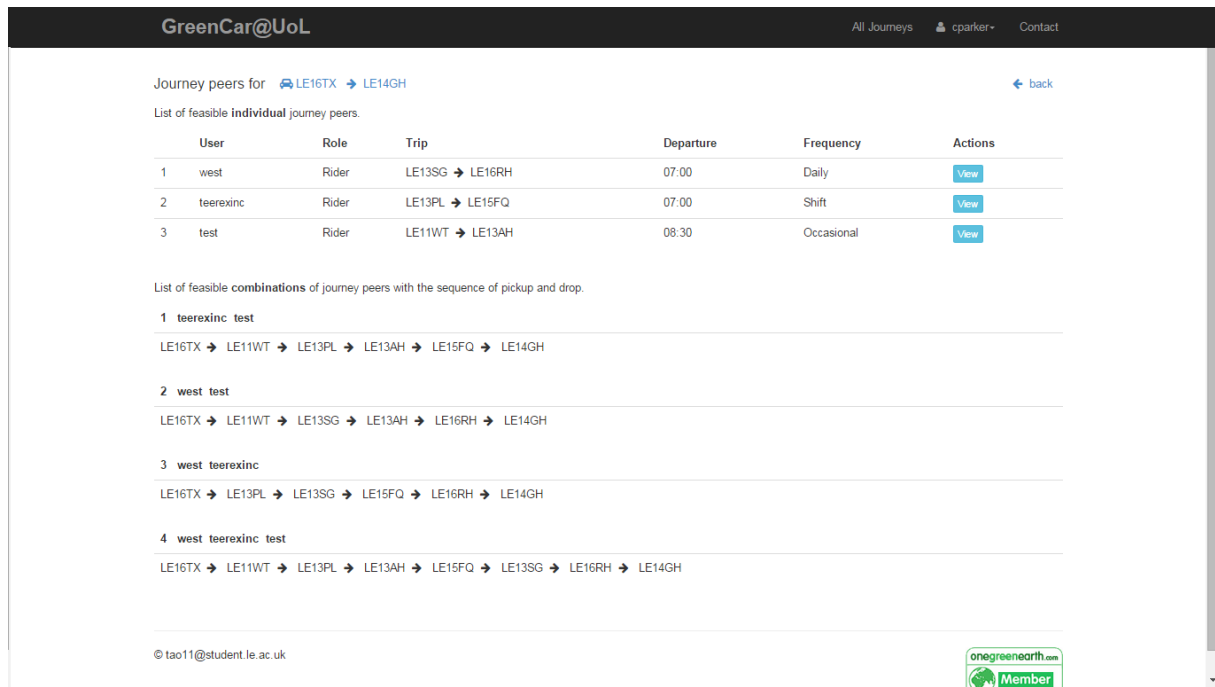 GreenCar@UoL All Journeys cparker Contact
Journey peers for LE16TX → LE14GH ← back
List of feasible individual journey peers.
User Role Trip Departure Frequency Actions
1 west Rider LE13SG → LE16RH 07:00 Daily View
2 teerexinc Rider LE13PL → LE15FQ 07:00 Shift View
3 test Rider LE11WT → LE13AH 08:30 Occasional View
List of feasible combinations of journey peers with the sequence of pickup and drop.
1 teerexinc test
LE16TX → LE11WT → LE13PL → LE13AH → LE15FQ → LE14GH
2 west test
LE16TX → LE11WT → LE13SG → LE13AH → LE16RH → LE14GH
3 west teerexinc
LE16TX → LE13PL → LE13SG → LE15FQ → LE16RH → LE14GH
4 west teerexinc test
LE16TX → LE11WT → LE13PL → LE13AH → LE15FQ → LE13SG → LE16RH → LE14GH
© tao11@student.le.ac.uk
onegreenearth.com
Member